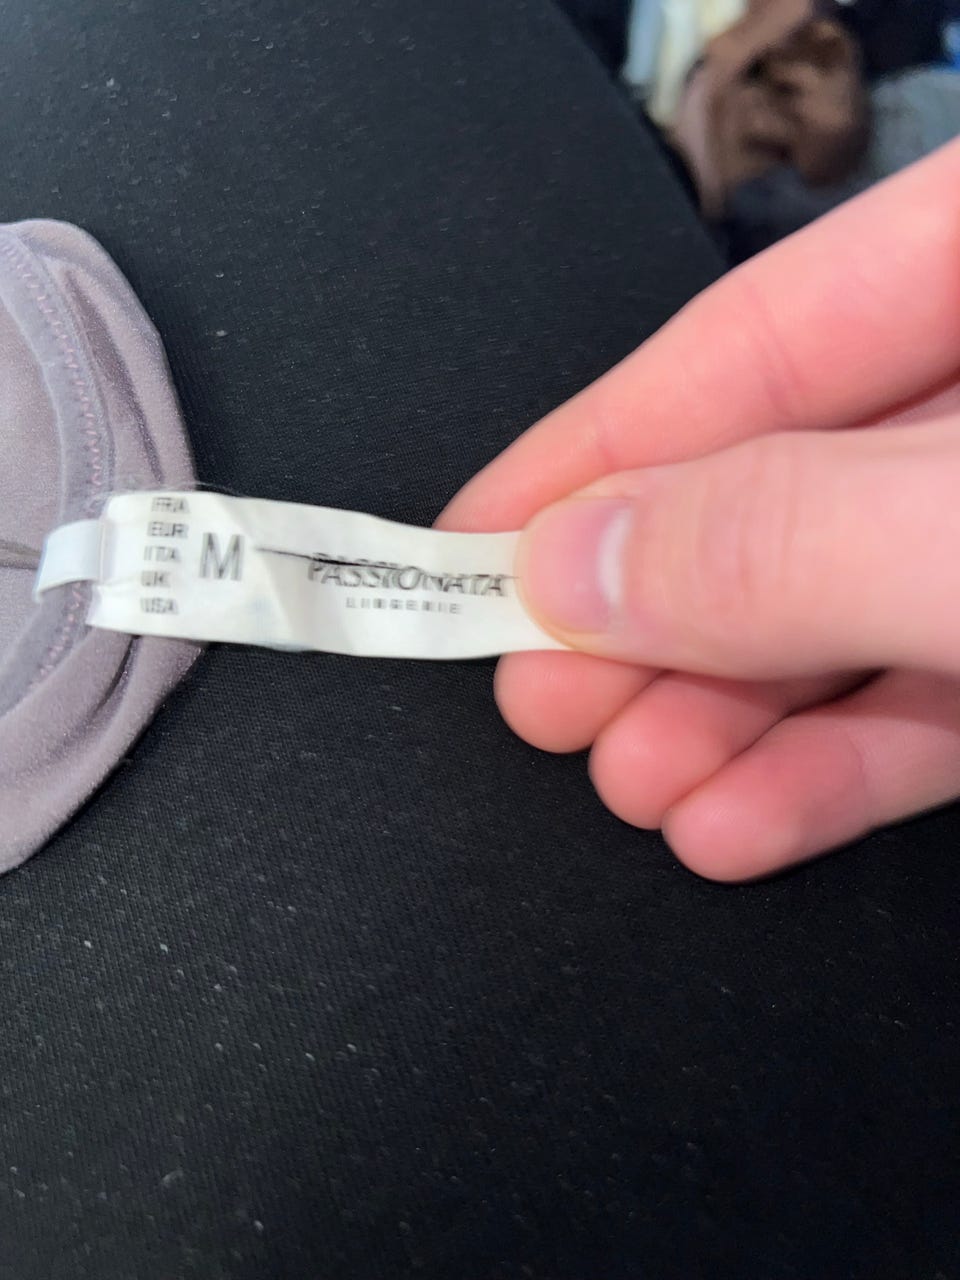 FRA
EUR
ITA
UK
USA
M
PASSIONATA
LINGERIE